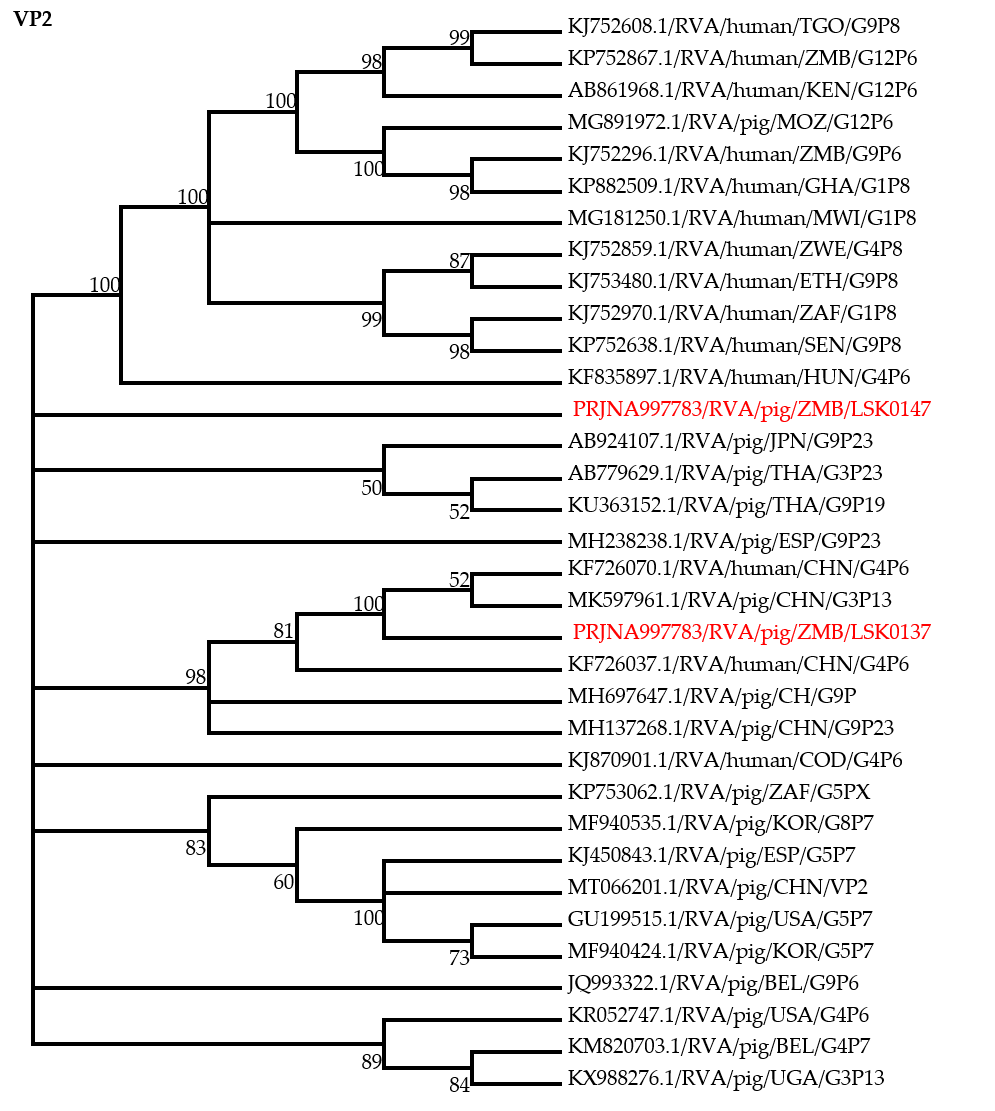 VP2
KJ752608.1/RVA/human/TGO/G9P8
99
KP752867.1/RVA/human/ZMB/G12P6
98
AB861968.1/RVA/human/KEN/G12P6
100
MG891972.1/RVA/pig/MOZ/G12P6
KJ752296.1/RVA/human/ZMB/G9P6
100
KP882509.1/RVA/human/GHA/G1P8
98
100
MG181250.1/RVA/human/MWI/G1P8
KJ752859.1/RVA/human/ZWE/G4P8
87
KJ753480.1/RVA/human/ETH/G9P8
100
KJ752970.1/RVA/human/ZAF/G1P8
99
KP752638.1/RVA/human/SEN/G9P8
98
KF835897.1/RVA/human/HUN/G4P6
PRJNA997783/RVA/pig/ZMB/LSK0147
AB924107.1/RVA/pig/JPN/G9P23
AB779629.1/RVA/pig/THA/G3P23
50
KU363152.1/RVA/pig/THA/G9P19
52
MH238238.1/RVA/pig/ESP/G9P23
KF726070.1/RVA/human/CHN/G4P6
52
MK597961.1/RVA/pig/CHN/G3P13
100
PRJNA997783/RVA/pig/ZMB/LSK0137
81
KF726037.1/RVA/human/CHN/G4P6
98
MH697647.1/RVA/pig/CH/G9P
MH137268.1/RVA/pig/CHN/G9P23
KJ870901.1/RVA/human/COD/G4P6
KP753062.1/RVA/pig/ZAF/G5PX
MF940535.1/RVA/pig/KOR/G8P7
83
KJ450843.1/RVA/pig/ESP/G5P7
60
MT066201.1/RVA/pig/CHN/VP2
100
GU199515.1/RVA/pig/USA/G5P7
MF940424.1/RVA/pig/KOR/G5P7
73
JQ993322.1/RVA/pig/BEL/G9P6
KR052747.1/RVA/pig/USA/G4P6
KM820703.1/RVA/pig/BEL/G4P7
89
KX988276.1/RVA/pig/UGA/G3P13
84